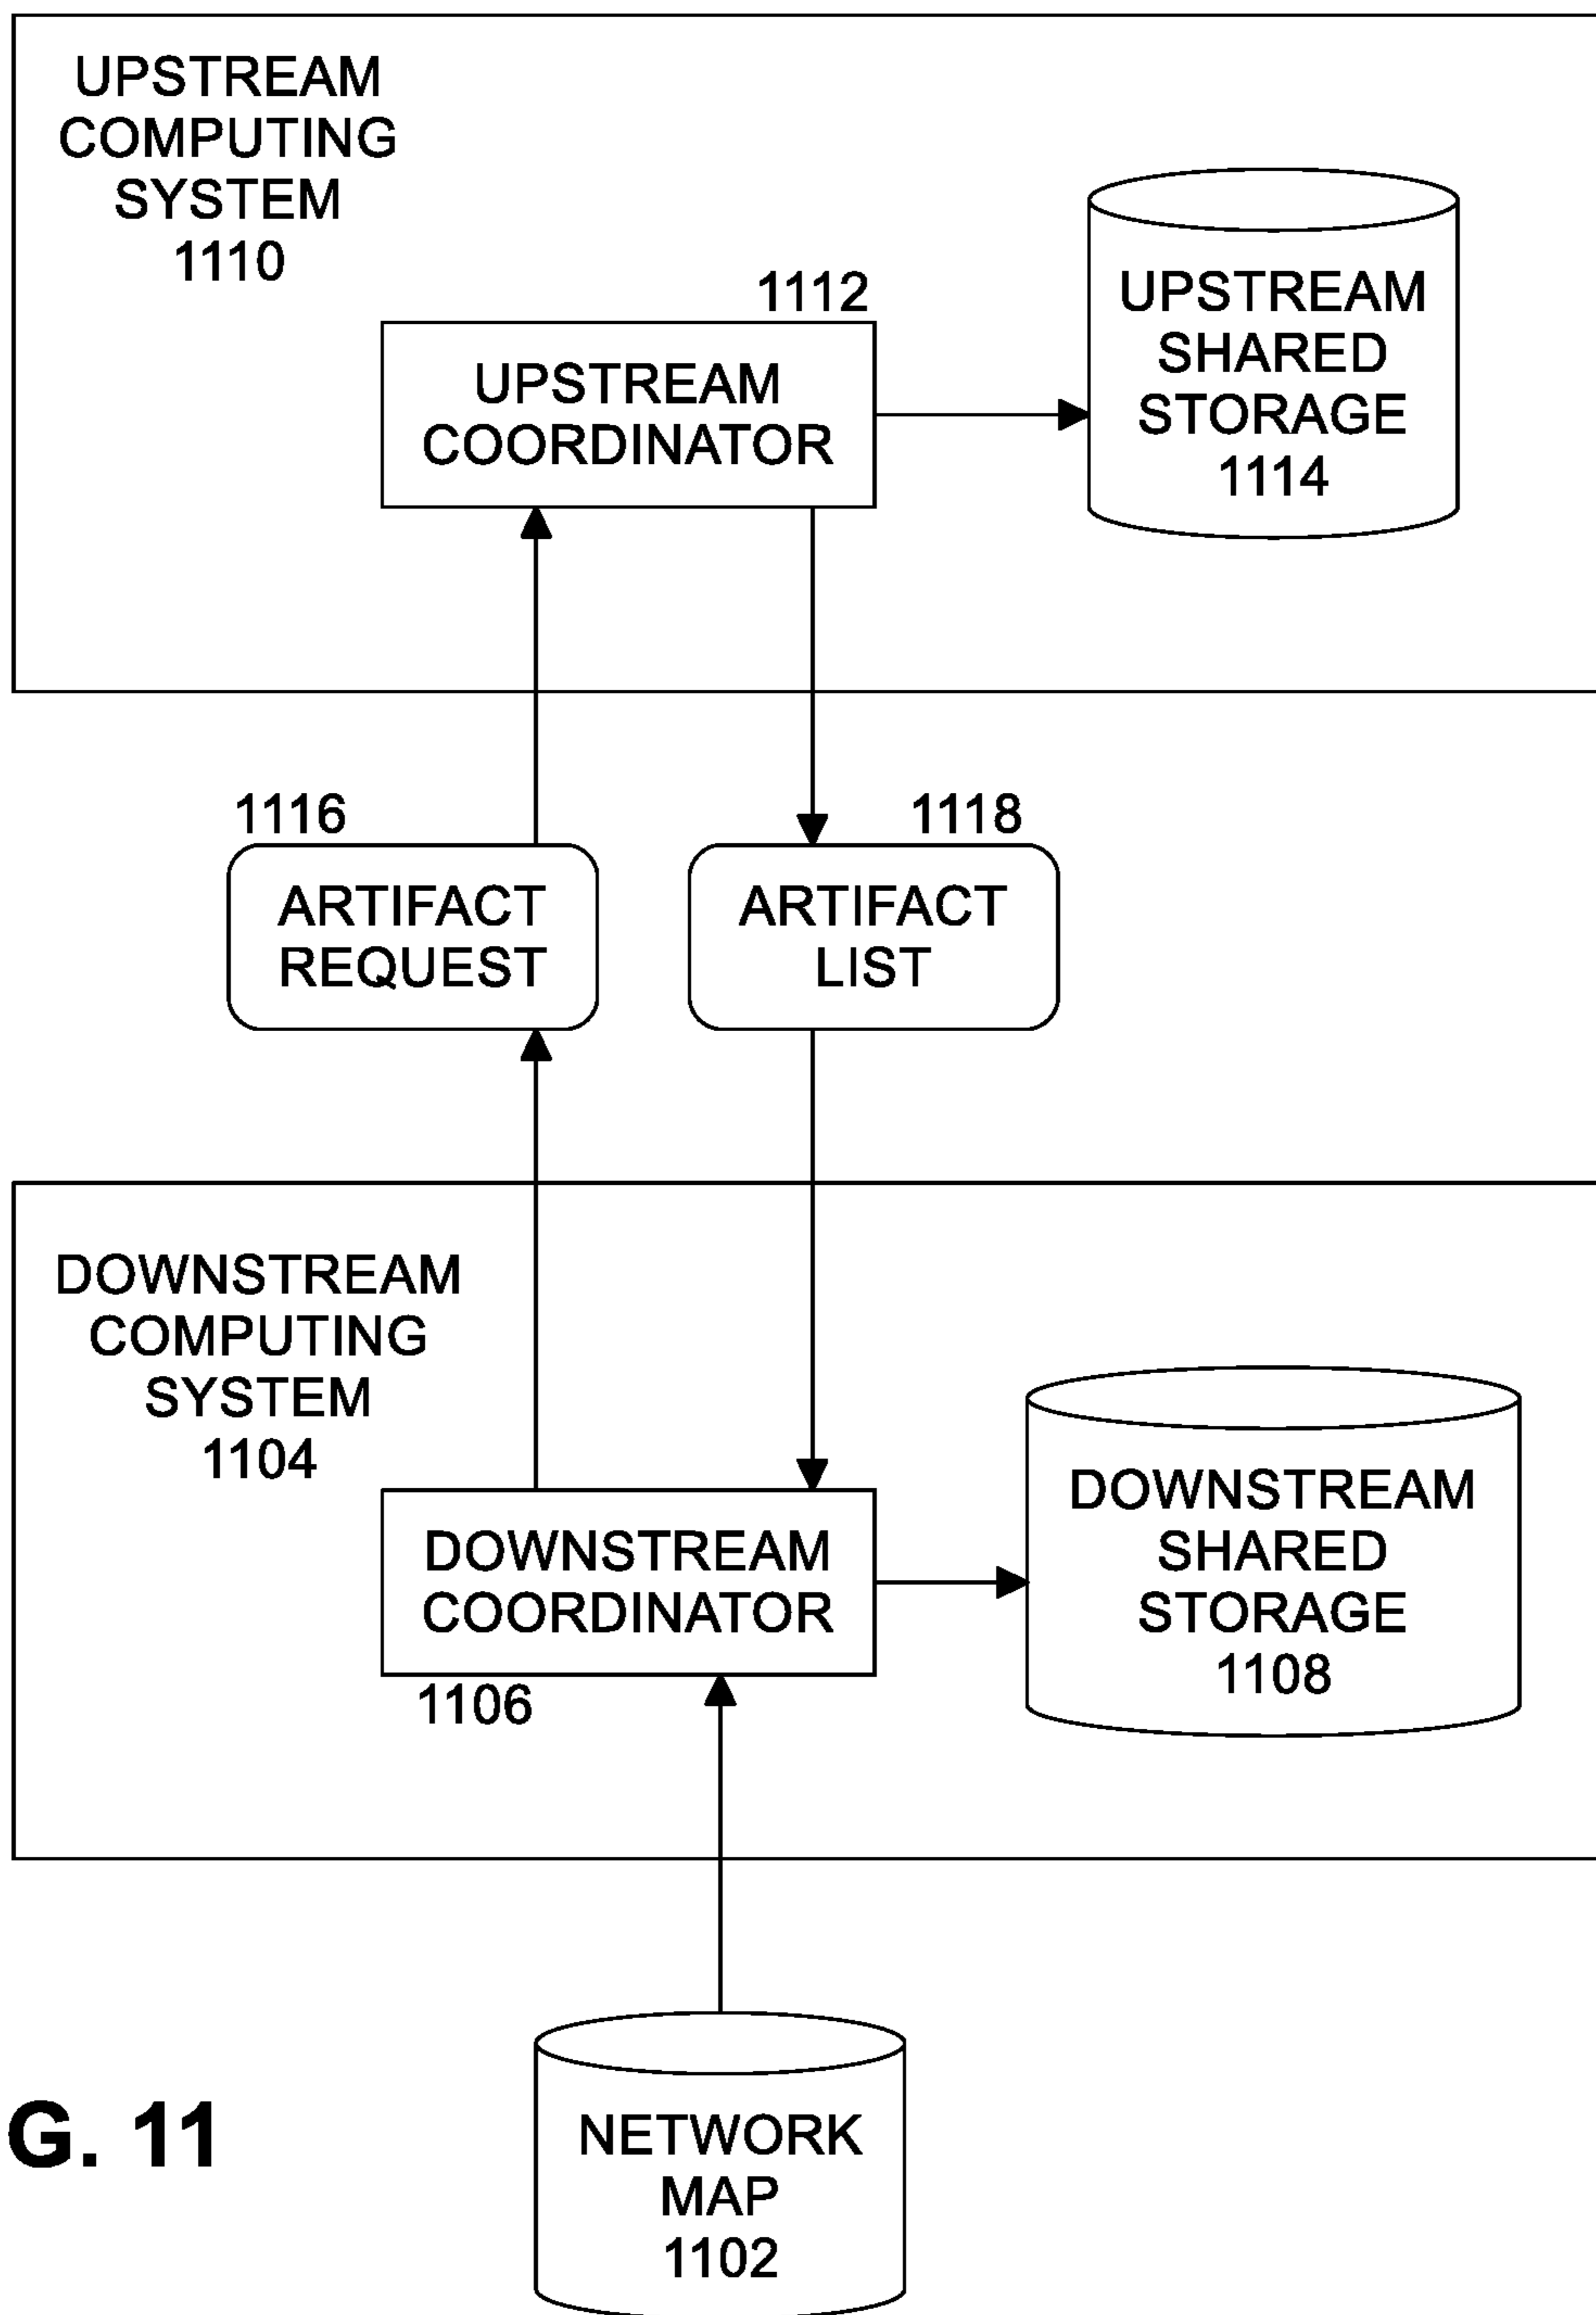 UPSTREAM
COMPUTING
SYSTEM
1110
1112
UPSTREAM
COORDINATOR
UPSTREAM
SHARED
STORAGE
1114
1116
ARTIFACT
REQUEST
1118
ARTIFACT
LIST
DOWNSTREAM
COMPUTING
SYSTEM
1104
DOWNSTREAM
COORDINATOR
1106
DOWNSTREAM
SHARED
STORAGE
1108
G. 11
NETWORK
MAP
1102